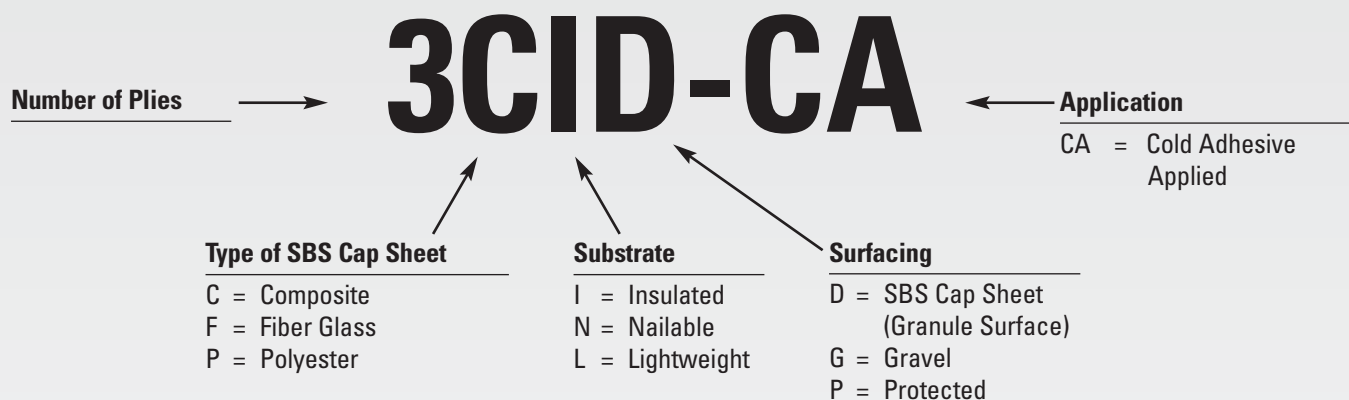 3CID-CA
Number of Plies
Application
CA = Cold Adhesive
Applied
Type of SBS Cap Sheet
C = Composite
F = Fiber Glass
P = Polyester
Substrate
I = Insulated
N = Nailable
L = Lightweight
Surfacing
D = SBS Cap Sheet
(Granule Surface)
G = Gravel
P = Protected